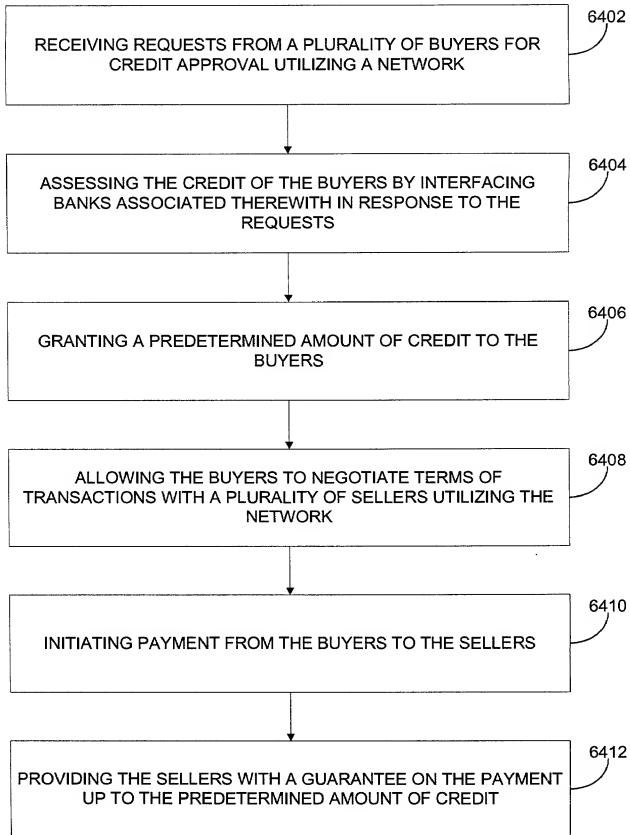 6402
RECEIVING REQUESTS FROM A PLURALITY OF BUYERS FOR
CREDIT APPROVAL UTILIZING A NETWORK
6404
ASSESSING THE CREDIT OF THE BUYERS BY INTERFACING
BANKS ASSOCIATED THEREWITH IN RESPONSE TO THE
REQUESTS
6406
GRANTING A PREDETERMINED AMOUNT OF CREDIT TO THE
BUYERS
6408
ALLOWING THE BUYERS TO NEGOTIATE TERMS OF
TRANSACTIONS WITH A PLURALITY OF SELLERS UTILIZING THE
NETWORK
6410
INITIATING PAYMENT FROM THE BUYERS TO THE SELLERS
6412
PROVIDING THE SELLERS WITH A GUARANTEE ON THE PAYMENT
UP TO THE PREDETERMINED AMOUNT OF CREDIT